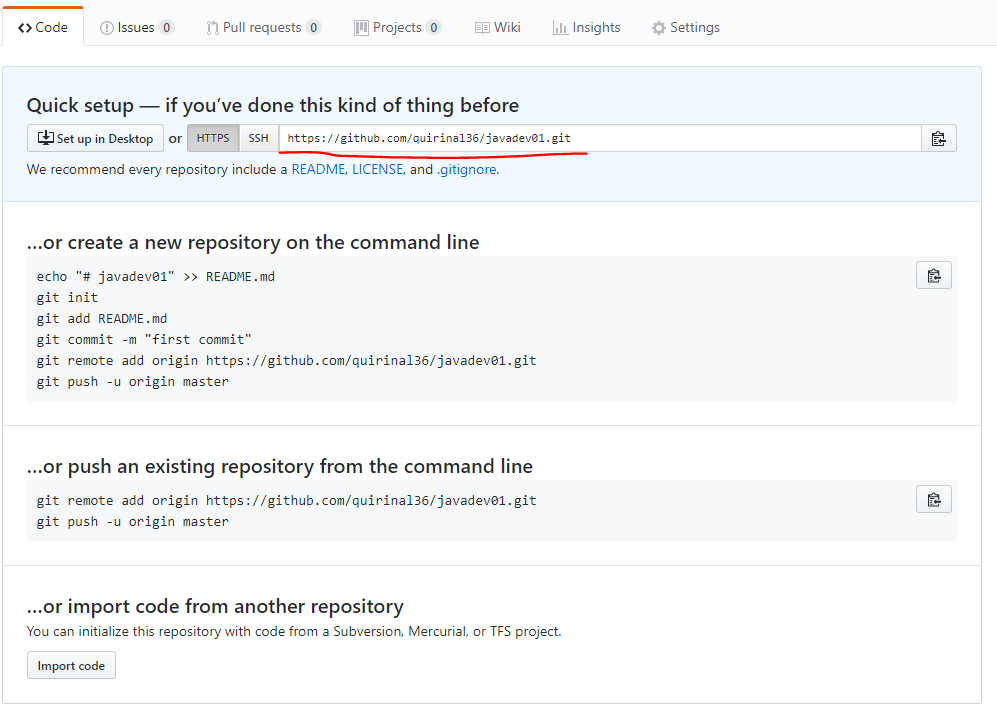 Code Issues 0 Pull requests 0 Projects 0 Wiki Insights Settings
Quick setup — if you’ve done this kind of thing before
Set up in Desktop or HTTPS SSH https://github.com/quirinal36/javadev01.git
We recommend every repository include a README, LICENSE, and .gitignore.
…or create a new repository on the command line
echo "# javadev01" >> README.md
git init
git add README.md
git commit -m "first commit"
git remote add origin https://github.com/quirinal36/javadev01.git
git push -u origin master
…or push an existing repository from the command line
git remote add origin https://github.com/quirinal36/javadev01.git
git push -u origin master
…or import code from another repository
You can initialize this repository with code from a Subversion, Mercurial, or TFS project.
Import code